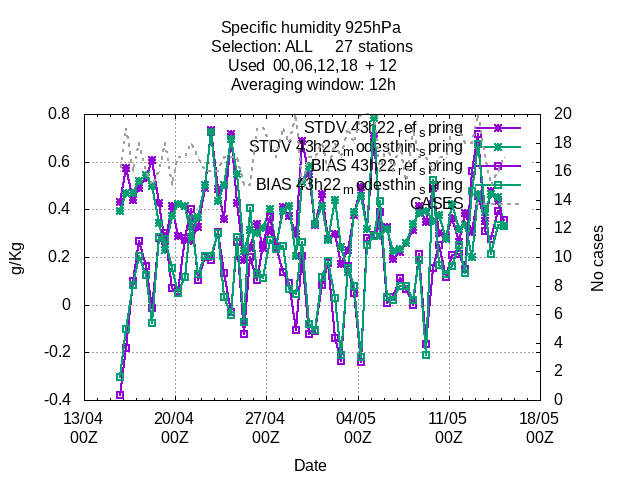 Specific humidity 925hPa
Selection: ALL 27 stations
Used 00,06,12,18 + 12
Averaging window: 12h
0.8
0.6
0.4
0.2
0
-0.2
-0.4
g/Kg
STDV 43h22_ref_spring
STDV 43h22_modesthin_spring
BIAS 43h22_ref_spring
BIAS 43h22_modesthin_spring
CASES
20
18
16
14
12
10
8
6
4
2
0
No cases
13/04 20/04 27/04 04/05 11/05 18/05
00Z 00Z 00Z 00Z 00Z 00Z
Date